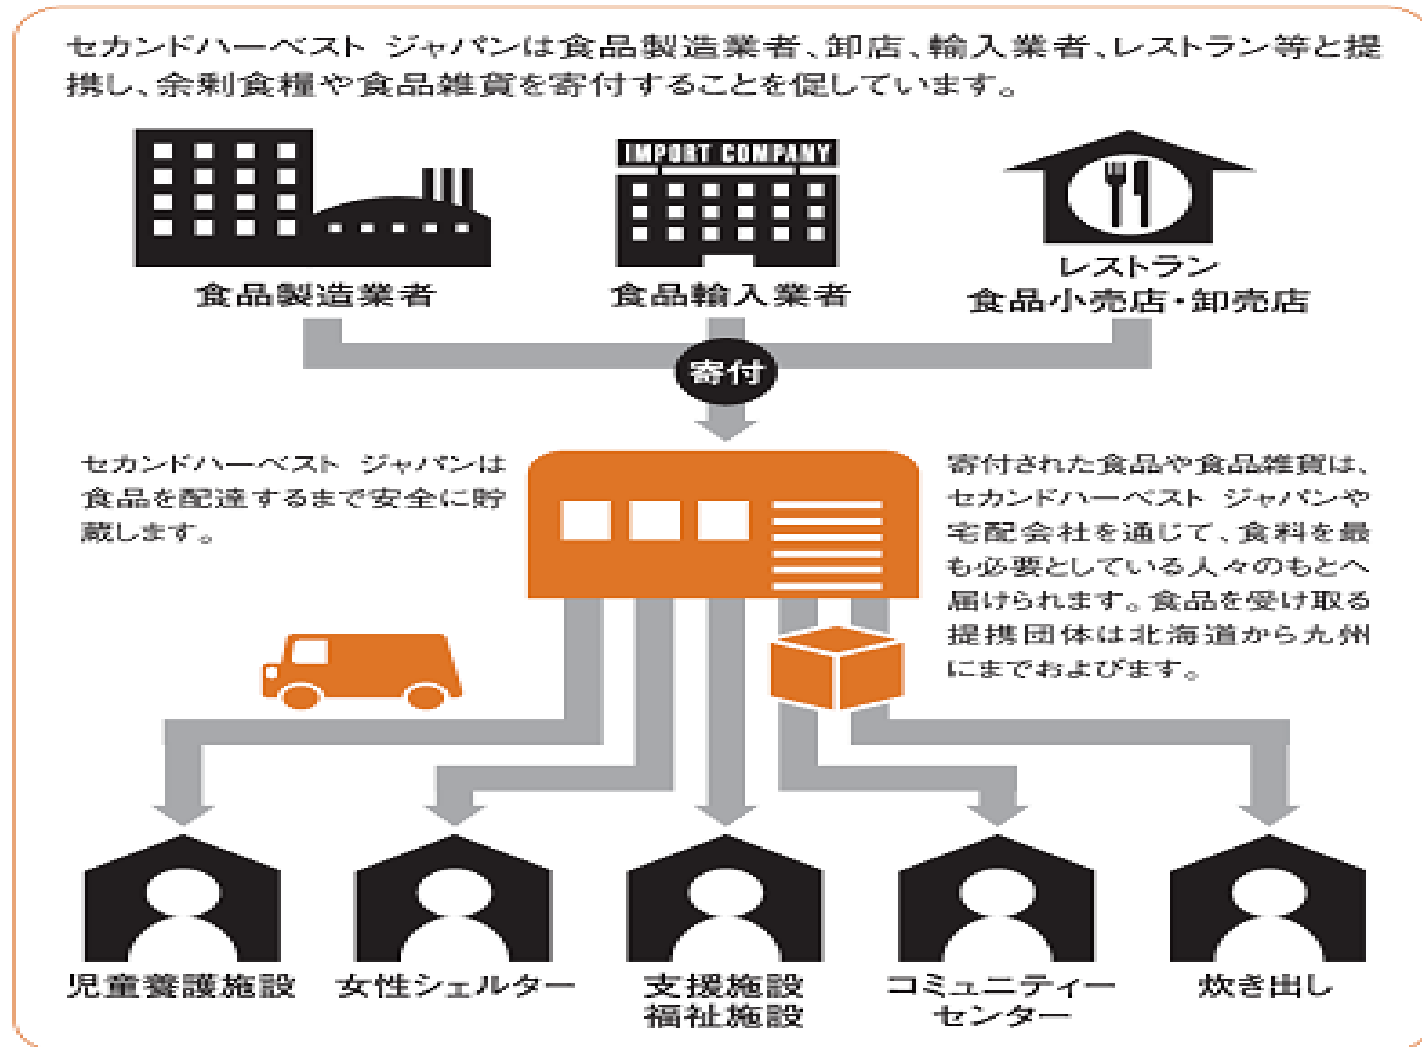 セカンドハーベスト ジャパンは食品製造業者、卸店、輸入業者、レストラン等と提
携し、余剰食糧や食品雑貨を寄付することを促しています。
IMPORT COMPANY
食品製造業者
食品輸入業者
レストラン
食品小売店・卸売店
寄付
セカンドハーベスト ジャパンは
食品を配達するまで安全に貯
蔵します。
寄付された食品や食品雑貨は、
セカンドハーベスト ジャパンや
宅配会社を通じて、食料を最
も必要としている人々のもとへ
届けられます。食品を受け取る
提携団体は北海道から九州
にまでおよびます。
児童養護施設
女性シェルター
支援施設
福祉施設
コミュニティー
センター
炊き出し